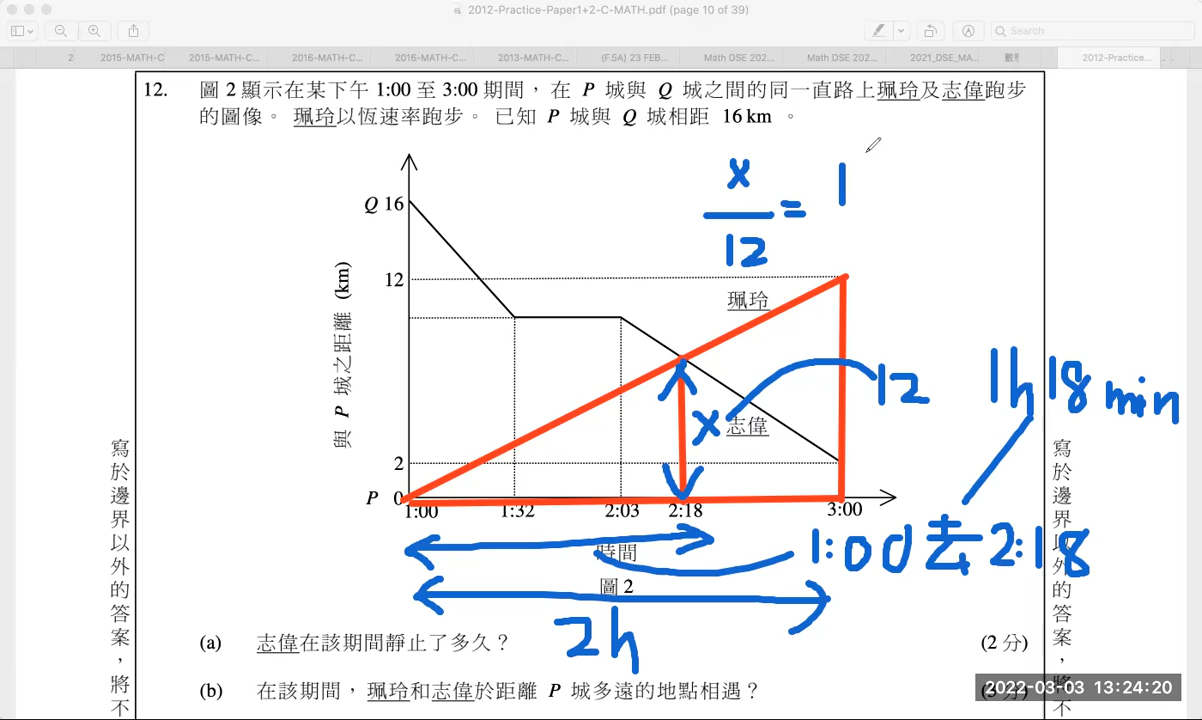 2012-Practice-Paper1+2-C-MATH.pdf (page 10 of 39)
Search
2 2015-MATH-C 2015-MATH-C... 2016-MATH-C... 2016-MATH-C... 2013-MATH-C... (F.5A) 23 FEB... Math DSE 202... Math DSE 202... 2021_DSE_MA... 2012-Practice...
12. 圖 2 顯示在某下午 1:00 至 3:00 期間，在 P 城與 Q 城之間的同一直路上珮玲及志偉跑步
的圖像。 珮玲以恆速率跑步。 已知 P 城與 Q 城相距 16 km 。
x
12
= 1
Q 16
12
珮玲
與 P 城之距離 (km)
12
1h18min
x
志偉
2
P 0
1:00 1:32 2:03 2:18 3:00
時間
1:00去2:18
圖 2
2h
(a) 志偉在該期間靜止了多久？ (2 分)
(b) 在該期間，珮玲和志偉於距離 P 城多遠的地點相遇？
寫於邊界以外的答案，將不
寫於邊界以外的答案，將不
2022-03-03 13:24:20